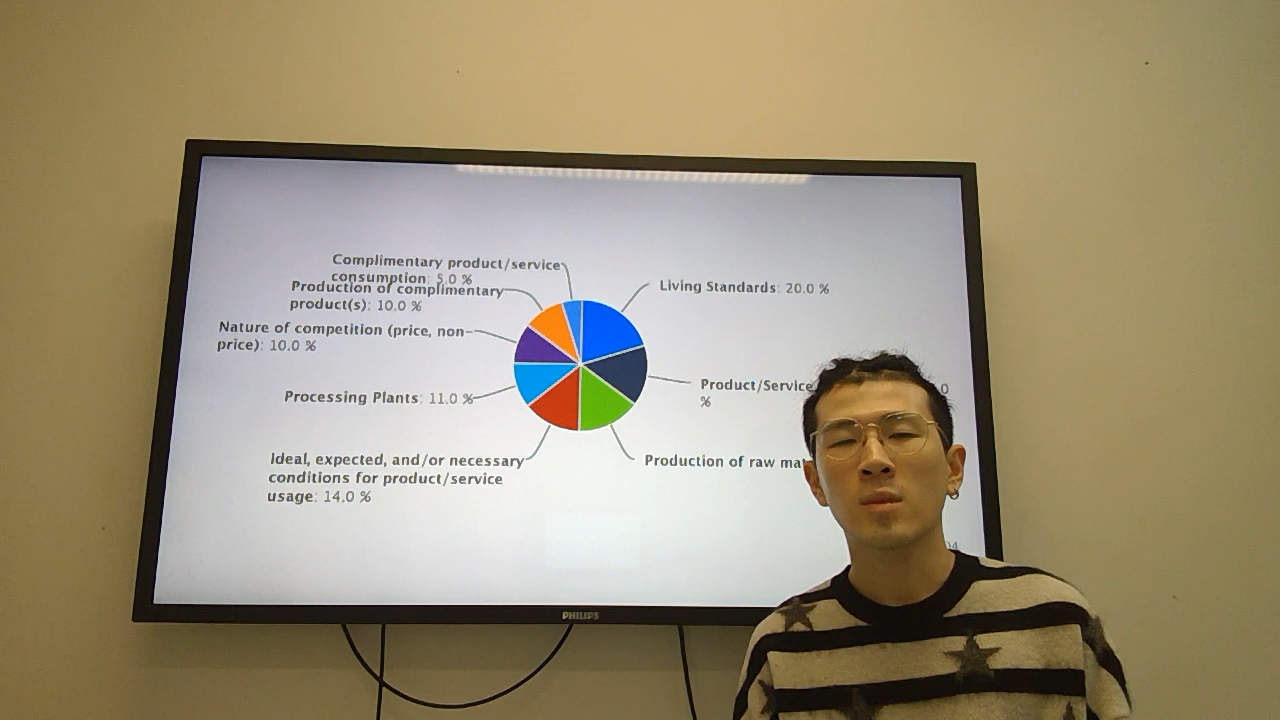 Complimentary product/service
consumption: 5.0 %
Production of complimentary
product(s): 10.0 %
Nature of competition (price, non-
price): 10.0 %
Processing Plants: 11.0 %
Ideal, expected, and/or necessary
conditions for product/service
usage: 14.0 %
Living Standards: 20.0 %
Product/Service
%
Production of raw
PHILIPS